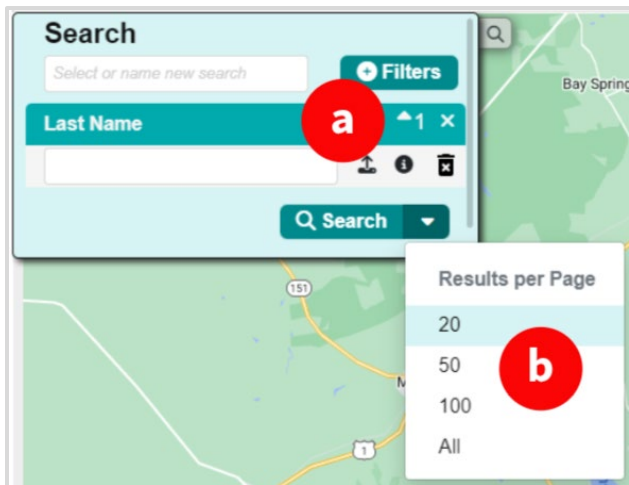 Search
Select or name new search
Filters
Bay Spring
Last Name
a
1
Search
151
Results per Page
20
50
b
100
M
All
1